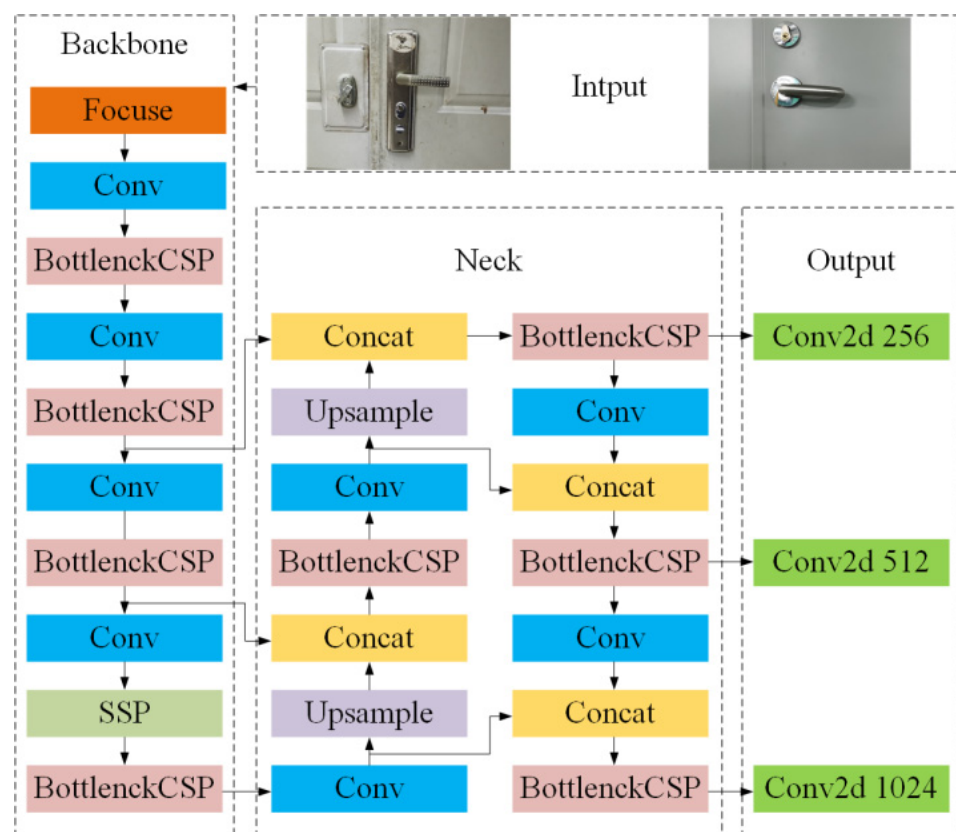 Backbone
Focuse
Conv
BottlenckCSP
Conv
BottlenckCSP
Conv
BottlenckCSP
Conv
SSP
BottlenckCSP
Intput
Neck
Concat
Upsample
Conv
BottlenckCSP
Concat
Upsample
Conv
BottlenckCSP
Conv
Concat
BottlenckCSP
Conv
Concat
BottlenckCSP
Output
Conv2d 256
Conv2d 512
Conv2d 1024